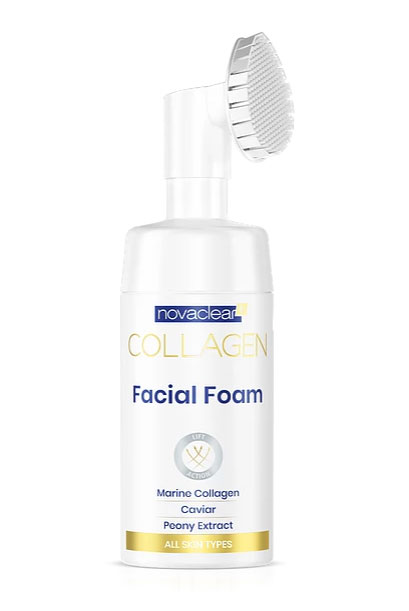 novaclear
COLLAGEN
Facial Foam
LIFT
ACTION
Marine Collagen
Caviar
Peony Extract
ALL SKIN TYPES